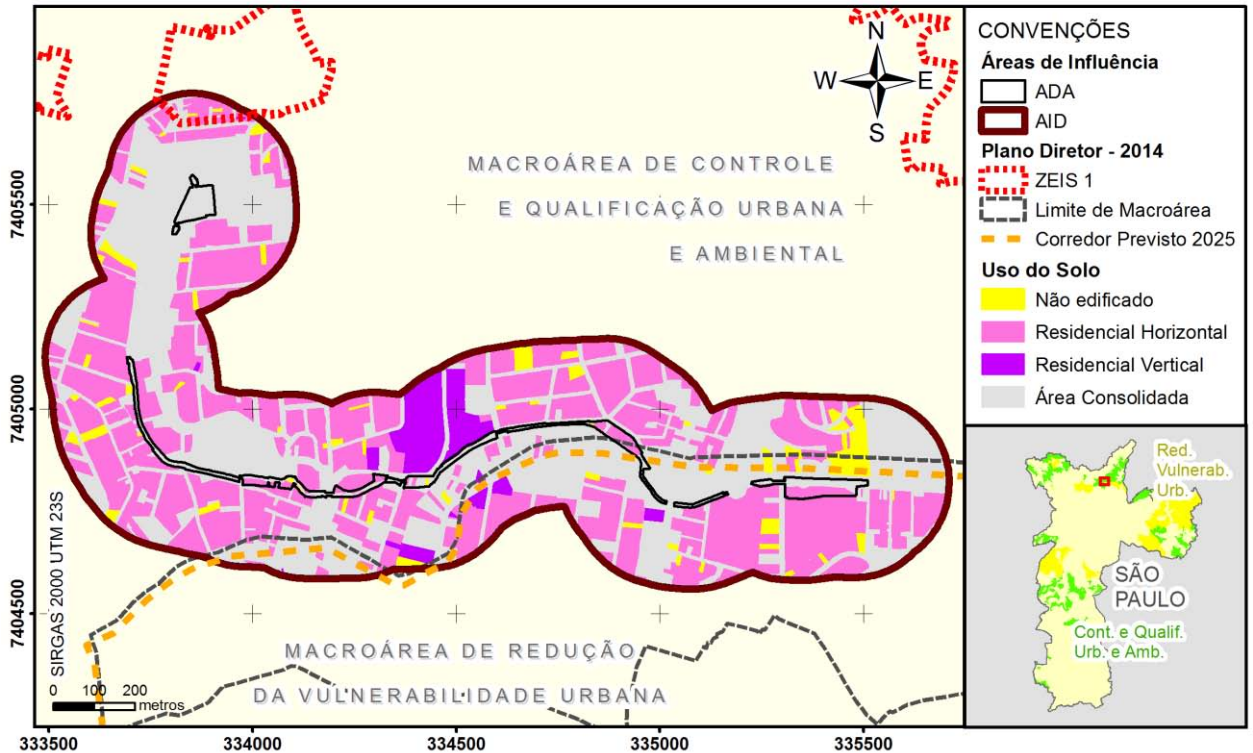 MACROÁREA DE CONTROLE
E QUALIFICAÇÃO URBANA
E AMBIENTAL
N
W E
S
MACROÁREA DE REDUÇÃO
DA VULNERABILIDADE URBANA
7405500
7405000
7404500
SIRGAS 2000 UTM 23S
0 100 200
metros
333500 334000 334500 335000 335500
CONVENÇÕES
Áreas de Influência
ADA
AID
Plano Diretor - 2014
ZEIS 1
Limite de Macroárea
Corredor Previsto 2025
Uso do Solo
Não edificado
Residencial Horizontal
Residencial Vertical
Área Consolidada
Red.
Vulnerab.
Urb.
SÃO
PAULO
Cont. e Qualif.
Urb. e Amb.